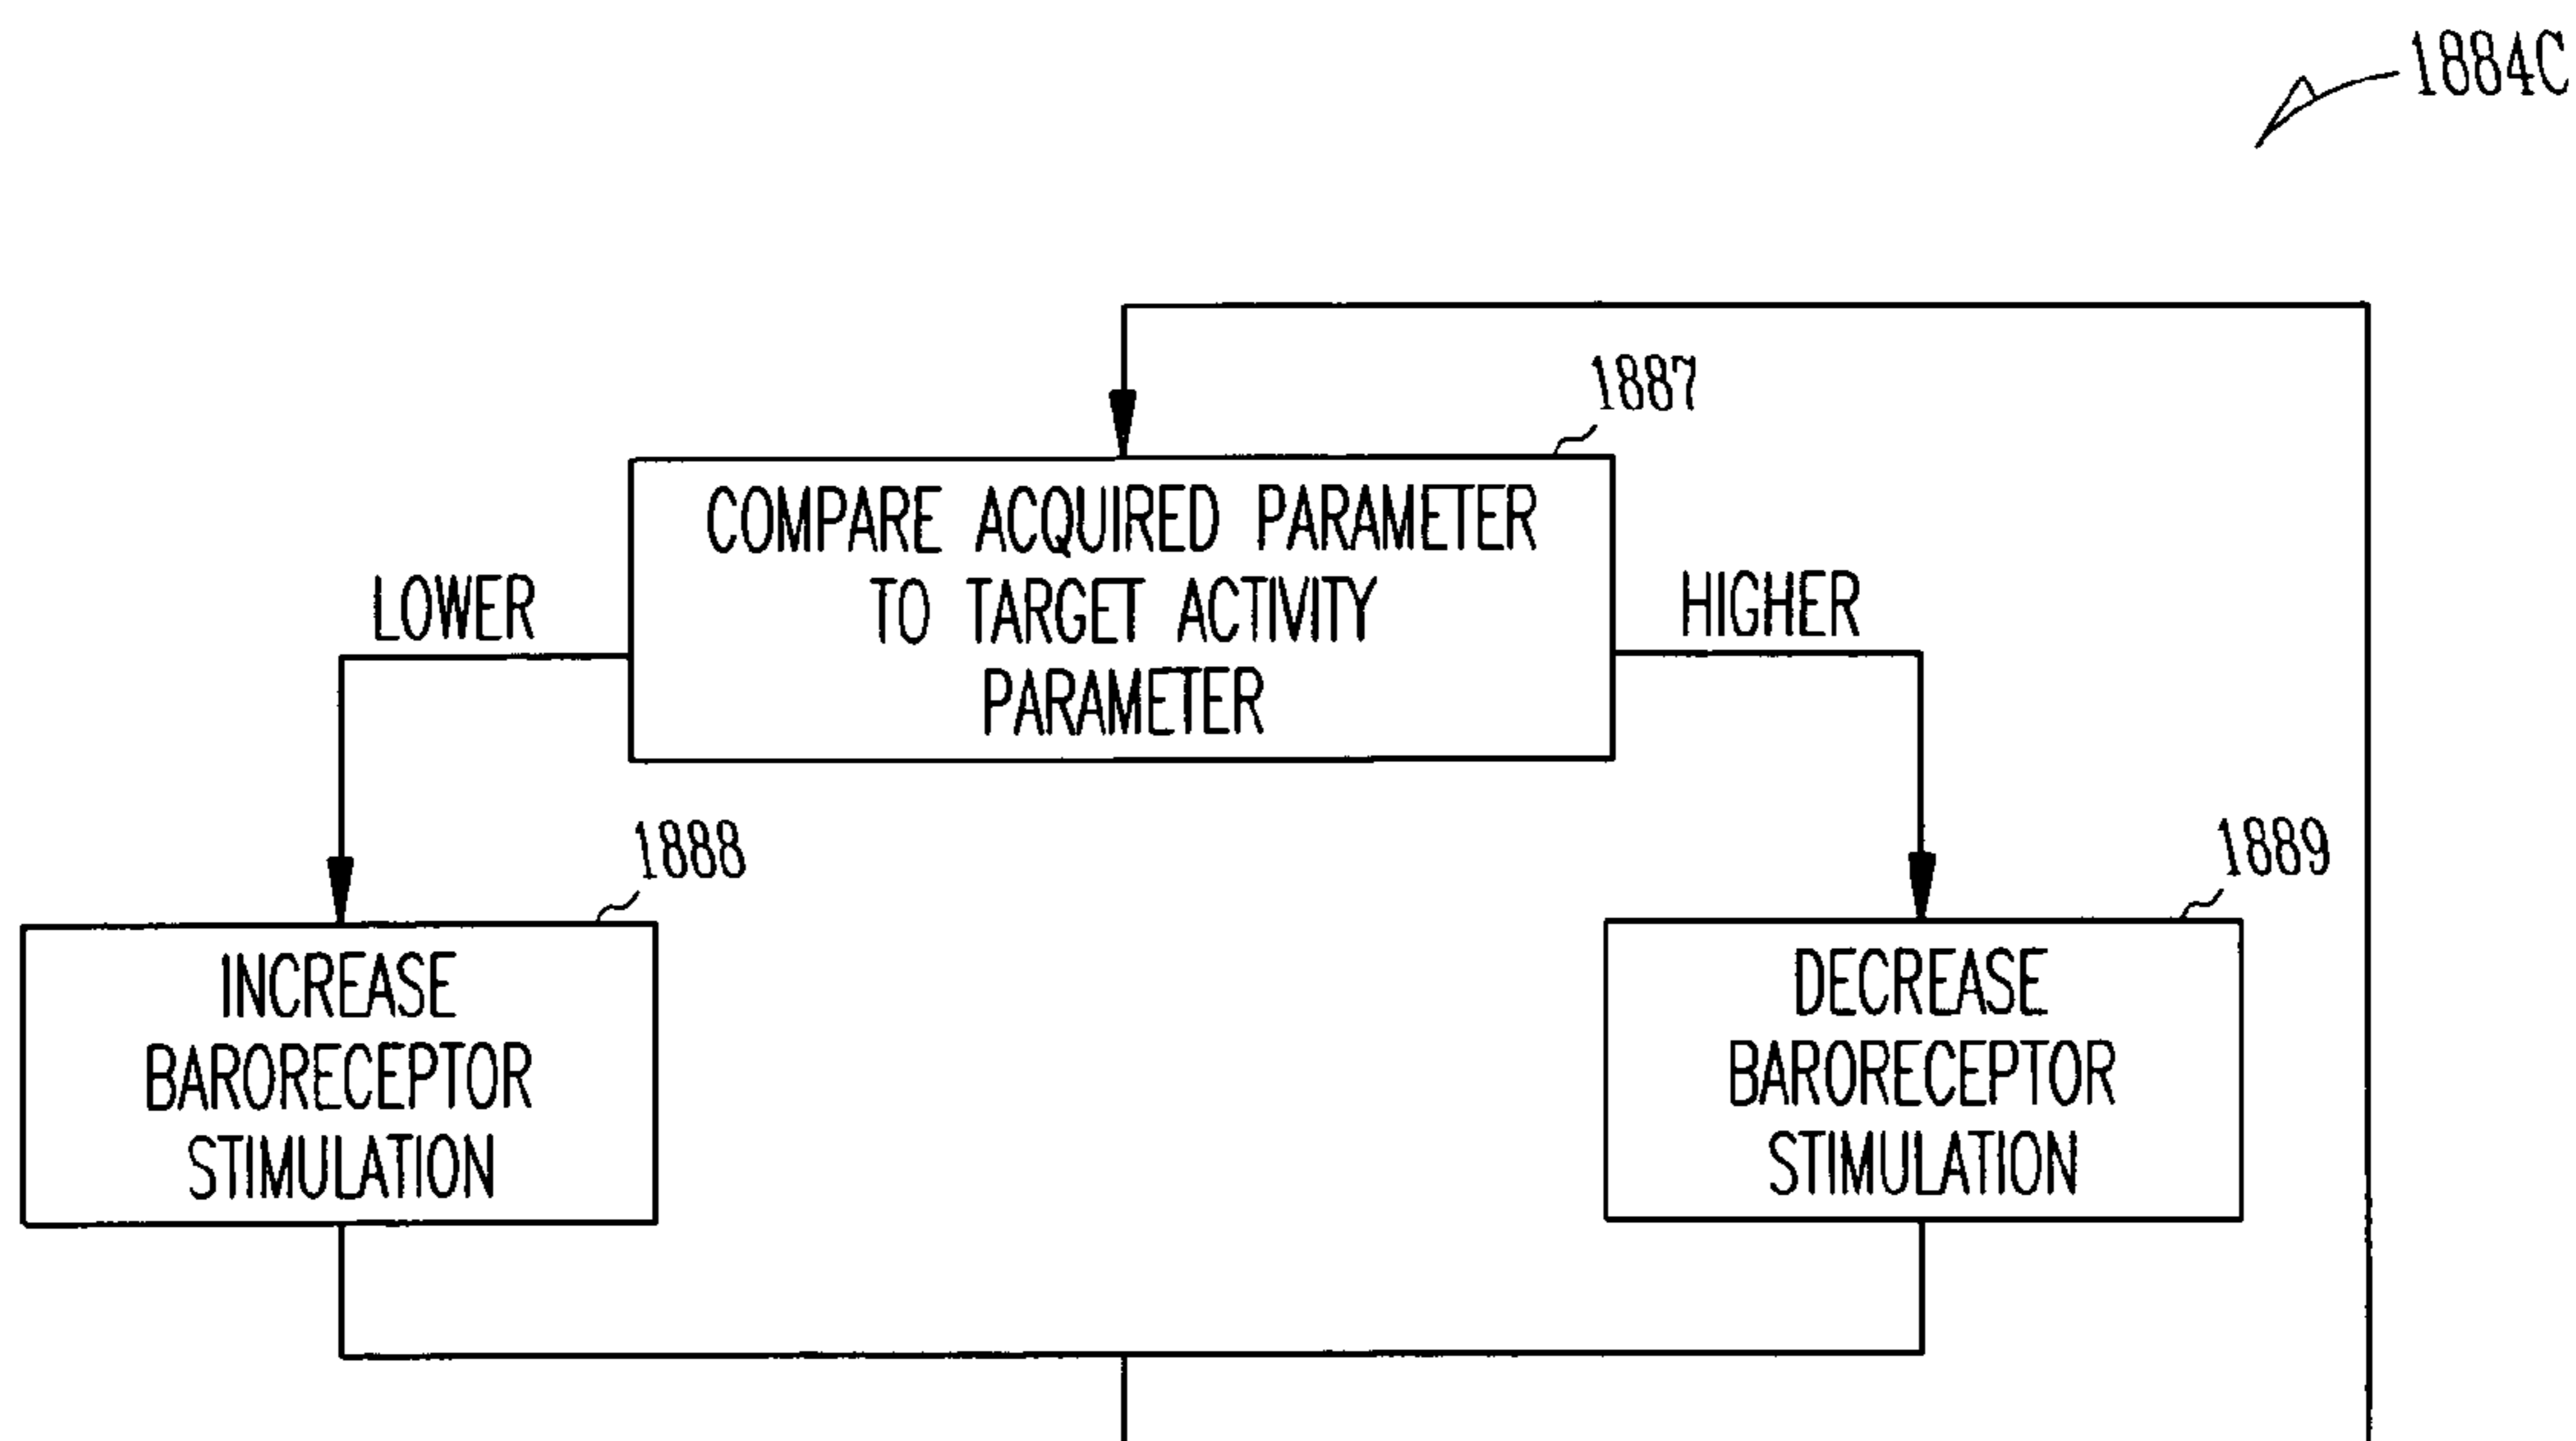 1884C
1887
COMPARE ACQUIRED PARAMETER
TO TARGET ACTIVITY
PARAMETER
LOWER
HIGHER
1888
1889
INCREASE
BARORECEPTOR
STIMULATION
DECREASE
BARORECEPTOR
STIMULATION